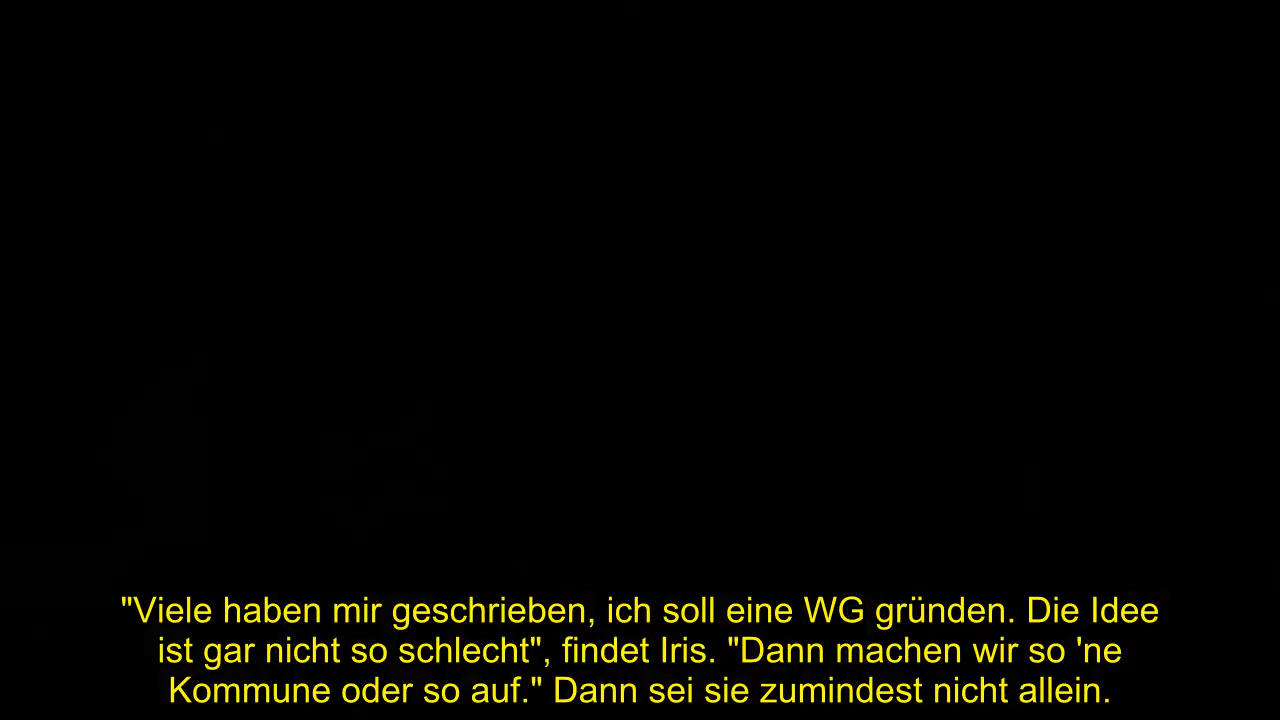 "Viele haben mir geschrieben, ich soll eine WG gründen. Die Idee
ist gar nicht so schlecht", findet Iris. "Dann machen wir so 'ne
Kommune oder so auf." Dann sei sie zumindest nicht allein.